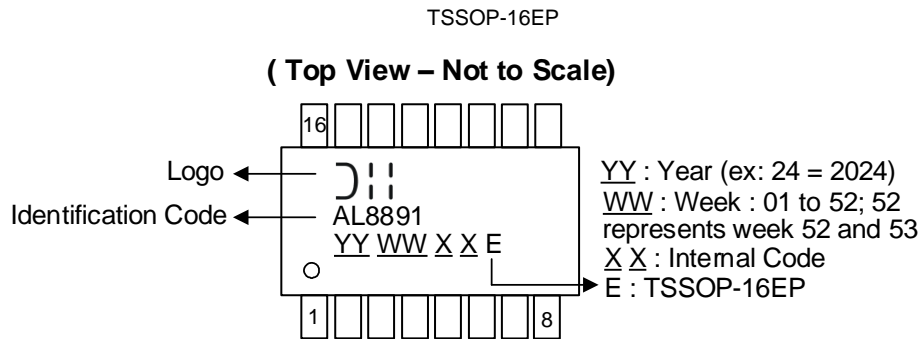 TSSOP-16EP
( Top View – Not to Scale)
16
Logo
Identification Code
AL8891
YY WW X X E
1
8
YY : Year (ex: 24 = 2024)
WW : Week : 01 to 52; 52
represents week 52 and 53
X X : Internal Code
E : TSSOP-16EP